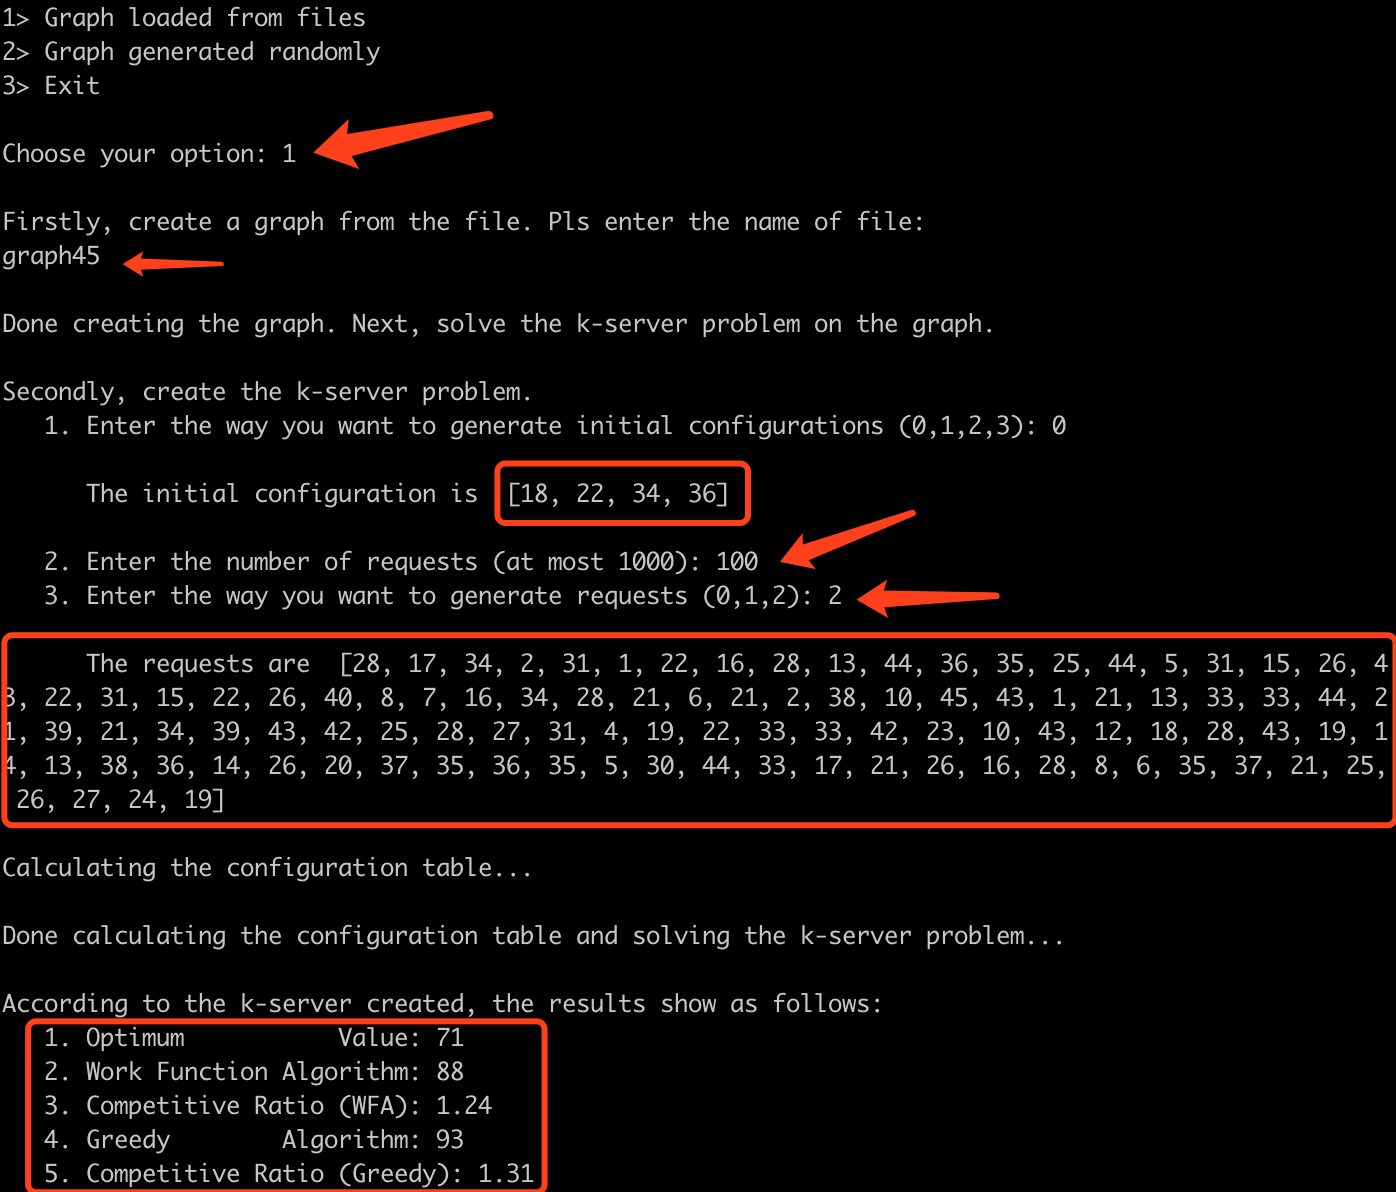 1> Graph loaded from files
2> Graph generated randomly
3> Exit
Choose your option: 1
Firstly, create a graph from the file. Pls enter the name of file:
graph45
Done creating the graph. Next, solve the k-server problem on the graph.
Secondly, create the k-server problem.
1. Enter the way you want to generate initial configurations (0,1,2,3): 0
The initial configuration is [18, 22, 34, 36]
2. Enter the number of requests (at most 1000): 100
3. Enter the way you want to generate requests (0,1,2): 2
The requests are [28, 17, 34, 2, 31, 1, 22, 16, 28, 13, 44, 36, 35, 25, 44, 5, 31, 15, 26, 4
3, 22, 31, 15, 22, 26, 40, 8, 7, 16, 34, 28, 21, 6, 21, 2, 38, 10, 45, 43, 1, 21, 13, 33, 33, 44, 2
1, 39, 21, 34, 39, 43, 42, 25, 28, 27, 31, 4, 19, 22, 33, 33, 42, 23, 10, 43, 12, 18, 28, 43, 19, 1
4, 13, 38, 36, 14, 26, 20, 37, 35, 36, 35, 5, 30, 44, 33, 17, 21, 26, 16, 28, 8, 6, 35, 37, 21, 25,
26, 27, 24, 19]
Calculating the configuration table...
Done calculating the configuration table and solving the k-server problem...
According to the k-server created, the results show as follows:
1. Optimum Value: 71
2. Work Function Algorithm: 88
3. Competitive Ratio (WFA): 1.24
4. Greedy Algorithm: 93
5. Competitive Ratio (Greedy): 1.31